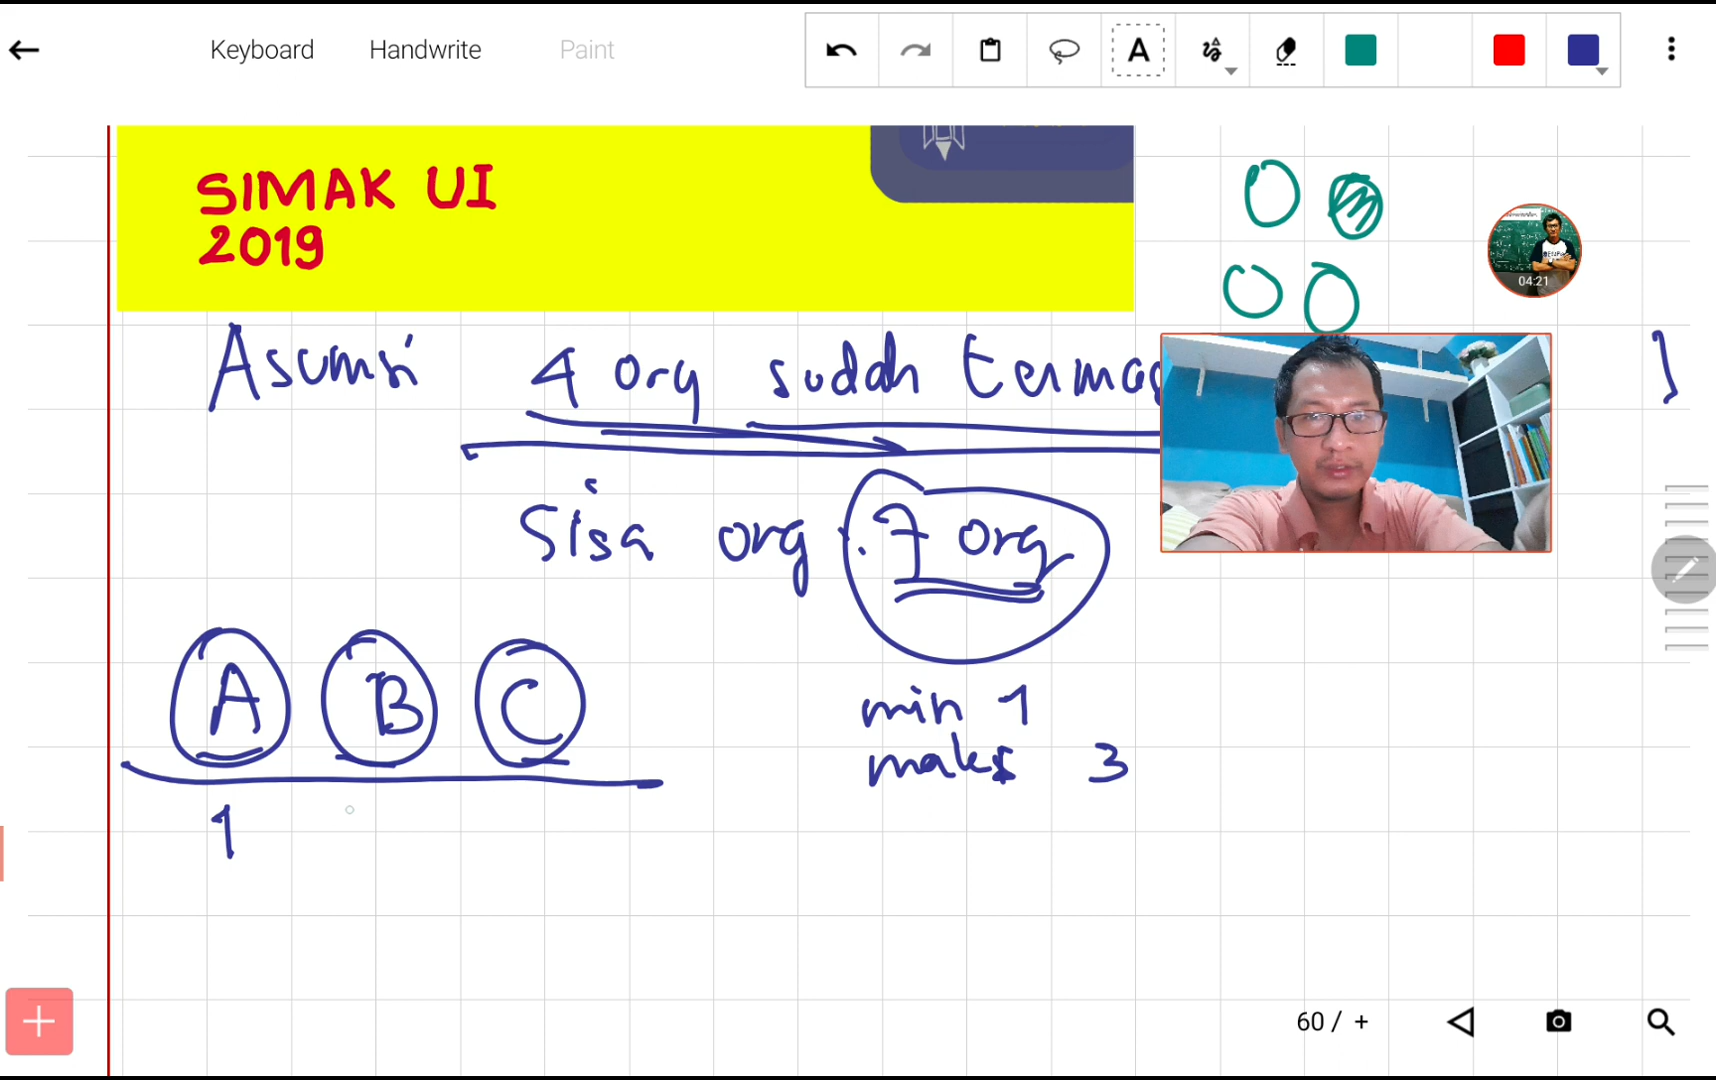 Keyboard Handwrite Paint
A
SIMAK UI
2019
04:21
Asumsi 4 org sudah
Sisa org : 7 org
A B C
min 1
maks 3
1
60 / +